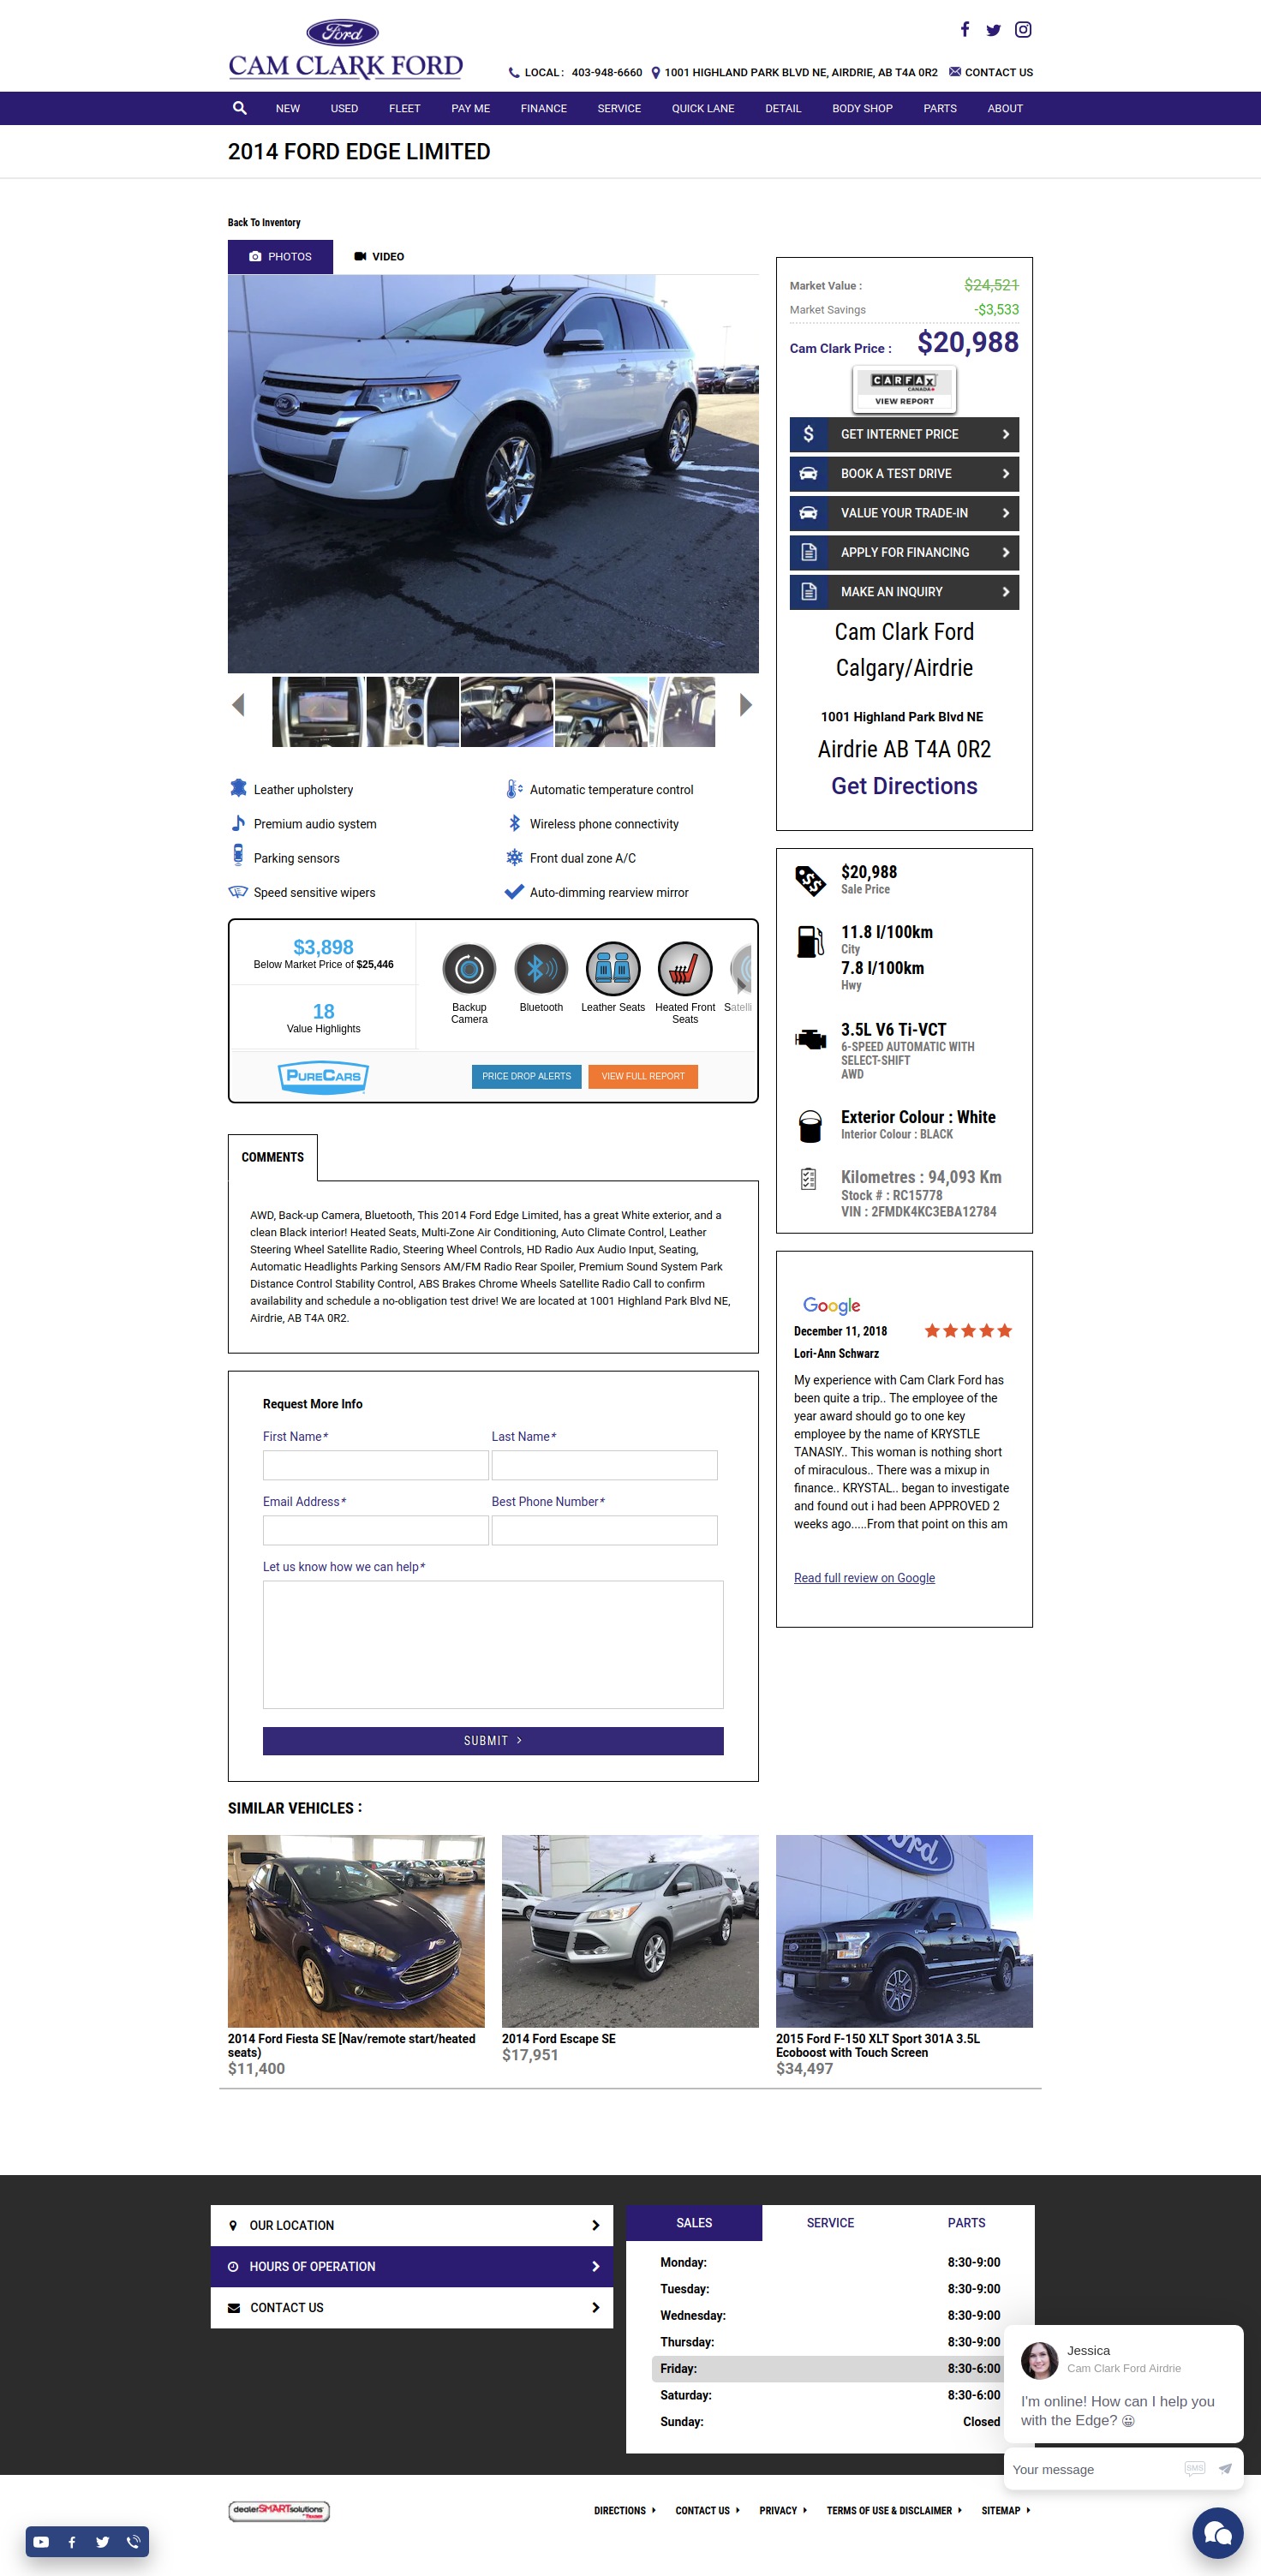 Ford
CAM CLARK FORD
LOCAL : 403-948-6660
1001 HIGHLAND PARK BLVD NE, AIRDRIE, AB T4A 0R2
CONTACT US
NEW USED FLEET PAY ME FINANCE SERVICE QUICK LANE DETAIL BODY SHOP PARTS ABOUT
2014 FORD EDGE LIMITED
Back To Inventory
PHOTOS
VIDEO
Market Value : $24,521
Market Savings -$3,533
Cam Clark Price : $20,988
CARFAX
CANADA
VIEW REPORT
GET INTERNET PRICE
BOOK A TEST DRIVE
VALUE YOUR TRADE-IN
APPLY FOR FINANCING
MAKE AN INQUIRY
Cam Clark Ford
Calgary/Airdrie
1001 Highland Park Blvd NE
Airdrie AB T4A 0R2
Get Directions
Leather upholstery
Automatic temperature control
Premium audio system
Wireless phone connectivity
Parking sensors
Front dual zone A/C
Speed sensitive wipers
Auto-dimming rearview mirror
$3,898
Below Market Price of $25,446
18
Value Highlights
Backup
Camera
Bluetooth
Leather Seats
Heated Front
Seats
Satelli
PURECARS
PRICE DROP ALERTS
VIEW FULL REPORT
$20,988
Sale Price
11.8 l/100km
City
7.8 l/100km
Hwy
3.5L V6 Ti-VCT
6-SPEED AUTOMATIC WITH
SELECT-SHIFT
AWD
Exterior Colour : White
Interior Colour : BLACK
Kilometres : 94,093 Km
Stock # : RC15778
VIN : 2FMDK4KC3EBA12784
COMMENTS
AWD, Back-up Camera, Bluetooth, This 2014 Ford Edge Limited, has a great White exterior, and a
clean Black interior! Heated Seats, Multi-Zone Air Conditioning, Auto Climate Control, Leather
Steering Wheel Satellite Radio, Steering Wheel Controls, HD Radio Aux Audio Input, Seating,
Automatic Headlights Parking Sensors AM/FM Radio Rear Spoiler, Premium Sound System Park
Distance Control Stability Control, ABS Brakes Chrome Wheels Satellite Radio Call to confirm
availability and schedule a no-obligation test drive! We are located at 1001 Highland Park Blvd NE,
Airdrie, AB T4A 0R2.
Google
December 11, 2018
Lori-Ann Schwarz
My experience with Cam Clark Ford has
been quite a trip.. The employee of the
year award should go to one key
employee by the name of KRYSTLE
TANASIY.. This woman is nothing short
of miraculous.. There was a mixup in
finance.. KRYSTAL.. began to investigate
and found out i had been APPROVED 2
weeks ago.....From that point on this am
Read full review on Google
Request More Info
First Name*
Last Name*
Email Address*
Best Phone Number*
Let us know how we can help*
SUBMIT
SIMILAR VEHICLES :
2014 Ford Fiesta SE [Nav/remote start/heated
seats)
$11,400
2014 Ford Escape SE
$17,951
2015 Ford F-150 XLT Sport 301A 3.5L
Ecoboost with Touch Screen
$34,497
OUR LOCATION
HOURS OF OPERATION
CONTACT US
SALES SERVICE PARTS
Monday: 8:30-9:00
Tuesday: 8:30-9:00
Wednesday: 8:30-9:00
Thursday: 8:30-9:00
Friday: 8:30-6:00
Saturday: 8:30-6:00
Sunday: Closed
Jessica
Cam Clark Ford Airdrie
I'm online! How can I help you
with the Edge? 😀
Your message
SMS
dealerSMARTsolutions
DIRECTIONS CONTACT US PRIVACY TERMS OF USE & DISCLAIMER SITEMAP